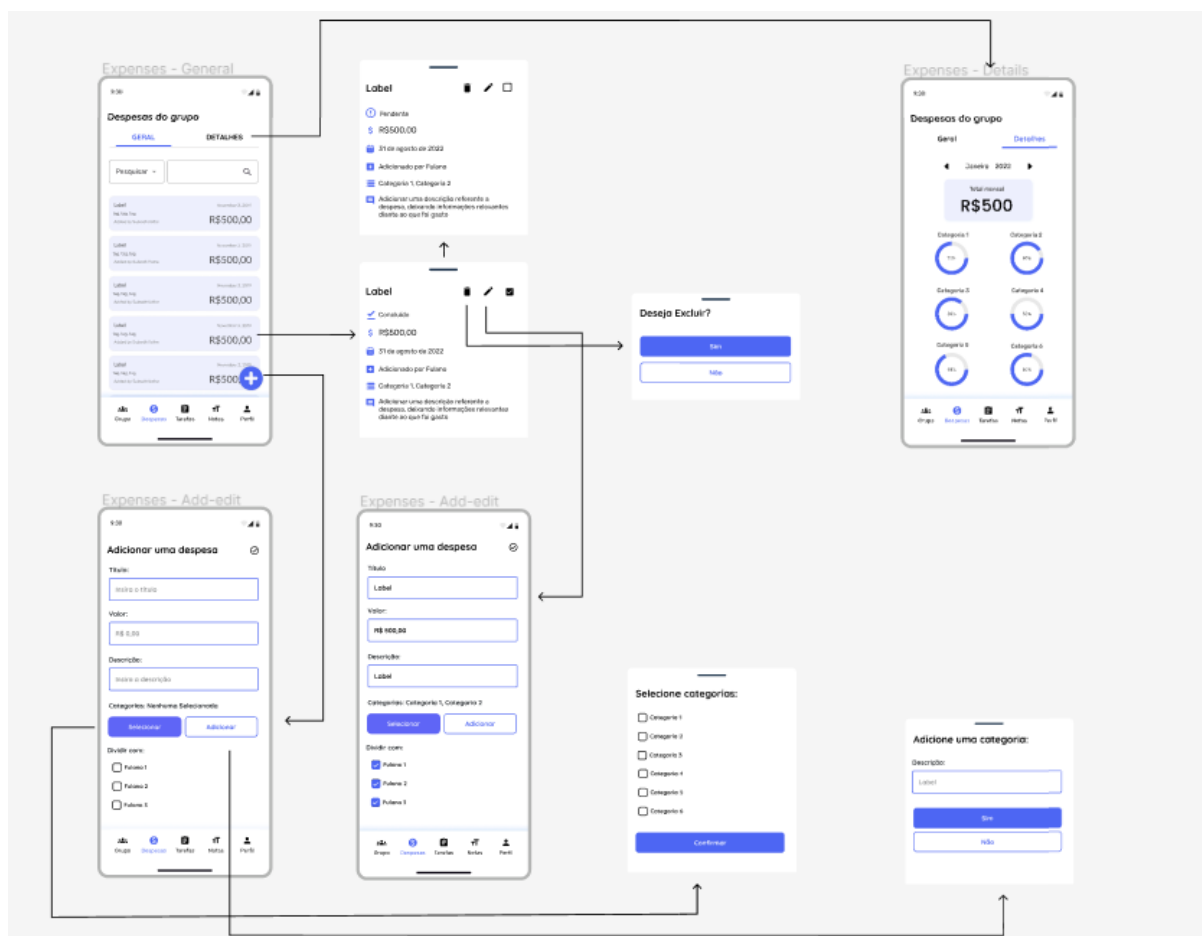 Expenses - General
9:30
Despesas do grupo
GERAL DETALHES
Pesquisar
Label
R$500,00
Label
R$500,00
Label
R$500,00
Label
R$500,00
Label
R$500
Grupo Despesas Tarefas Notas Perfil
Label
Pendente
R$500,00
31 de agosto de 2022
Adicionado por Fulano
Categoria 1, Categoria 2
Adicionar uma descrição referente a
despesa, deixando informações relevantes
diante ao que foi gasto
Label
Concluído
R$500,00
31 de agosto de 2022
Adicionado por Fulano
Categoria 1, Categoria 2
Adicionar uma descrição referente a
despesa, deixando informações relevantes
diante ao que foi gasto
Deseja Excluir?
Sim
Não
Expenses - Details
9:30
Despesas do grupo
Geral Detalhes
Janeiro 2022
Total mensal
R$500
Categoria 1 Categoria 2
Categoria 3 Categoria 4
Categoria 5 Categoria 6
Grupo Despesas Tarefas Notas Perfil
Expenses - Add-edit
9:30
Adicionar uma despesa
Título:
Insira o título
Valor:
R$ 0,00
Descrição:
Insira a descrição
Categorias: Nenhuma Selecionada
Selecionar Adicionar
Dividir com:
Fulano 1
Fulano 2
Fulano 3
Grupo Despesas Tarefas Notas Perfil
Expenses - Add-edit
9:30
Adicionar uma despesa
Título
Label
Valor:
R$ 500,00
Descrição:
Label
Categorias: Categoria 1, Categoria 2
Selecionar Adicionar
Dividir com:
Fulano 1
Fulano 2
Fulano 3
Grupo Despesas Tarefas Notas Perfil
Selecione categorias:
Categoria 1
Categoria 2
Categoria 3
Categoria 4
Categoria 5
Categoria 6
Confirmar
Adicione uma categoria:
Descrição:
Label
Sim
Não